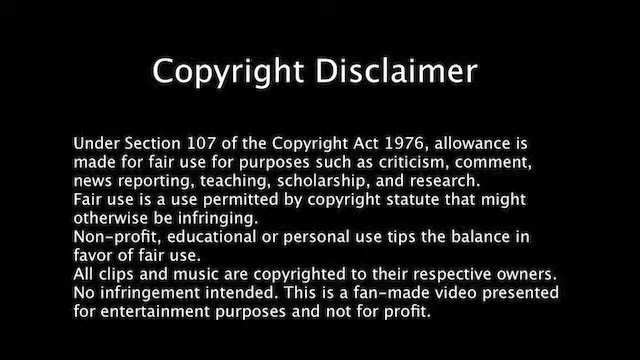 Copyright Disclaimer
Under Section 107 of the Copyright Act 1976, allowance is
made for fair use for purposes such as criticism, comment,
news reporting, teaching, scholarship, and research.
Fair use is a use permitted by copyright statute that might
otherwise be infringing.
Non-profit, educational or personal use tips the balance in
favor of fair use.
All clips and music are copyrighted to their respective owners.
No infringement intended. This is a fan-made video presented
for entertainment purposes and not for profit.